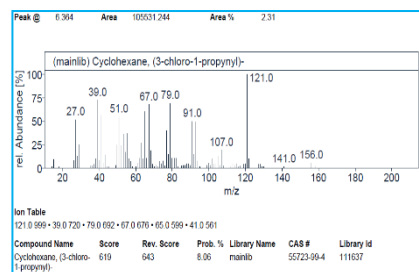 Peak @ 6.364 Area 105531.244 Area % 2.31
(mainlib) Cyclohexane, (3-chloro-1-propynyl)-
rel. Abundance [%]
100
75
50
25
0
27.0 39.0 51.0 67.0 79.0 91.0 107.0 121.0 141.0 156.0
20 40 60 80 100 120 140 160 180 200
m/z
Ion Table
121.0 999 • 39.0 720 • 79.0 692 • 67.0 676 • 65.0 599 • 41.0 561
Compound Name Score Rev. Score Prob. % Library Name CAS # Library Id
Cyclohexane, (3-chloro- 619 643 8.06 mainlib 55723-99-4 111637
1-propynyl)-